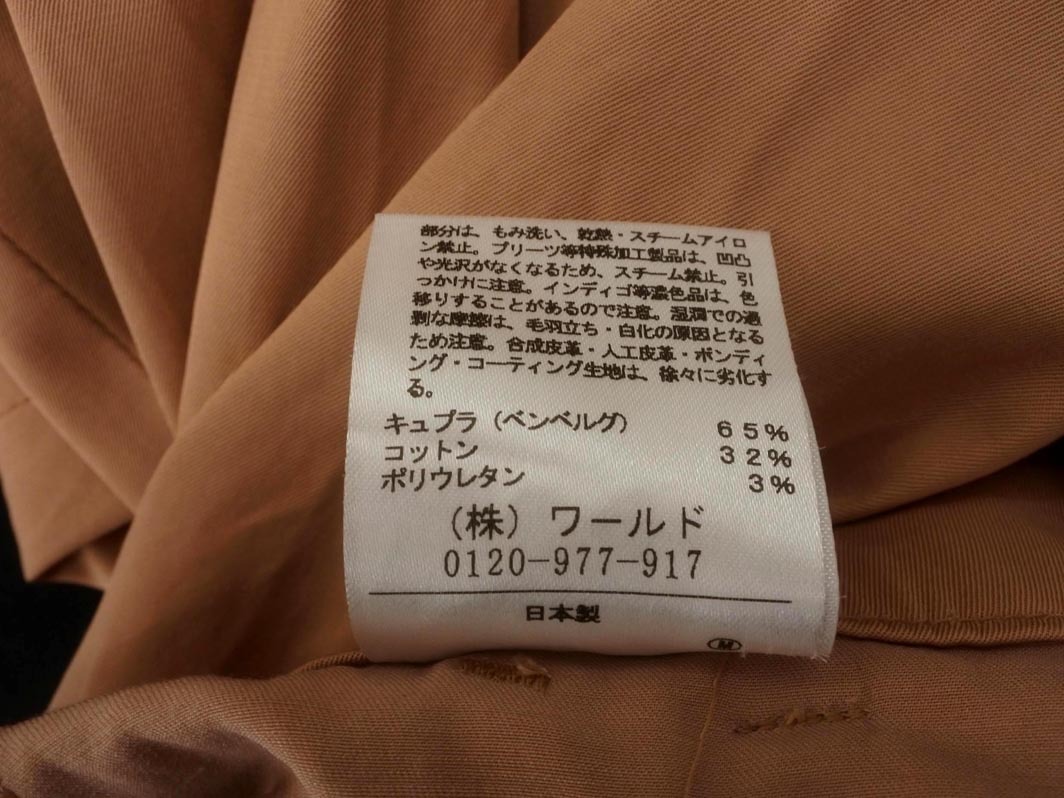 部分は、もみ洗い、乾熱・スチームアイロ
ン禁止。プリーツ等特殊加工製品は、凹凸
や光沢がなくなるため、スチーム禁止。引
っかけに注意。インディゴ等濃色品は、色
移りすることがあるので注意。湿潤での過
剰な摩擦は、毛羽立ち・白化の原因となる
ため注意。合成皮革・人工皮革・ボンディ
ング・コーティング生地は、徐々に劣化す
る。
キュプラ（ベンベルグ） 65%
コットン 32%
ポリウレタン 3%
（株）ワールド
0120-977-917
日本製
M